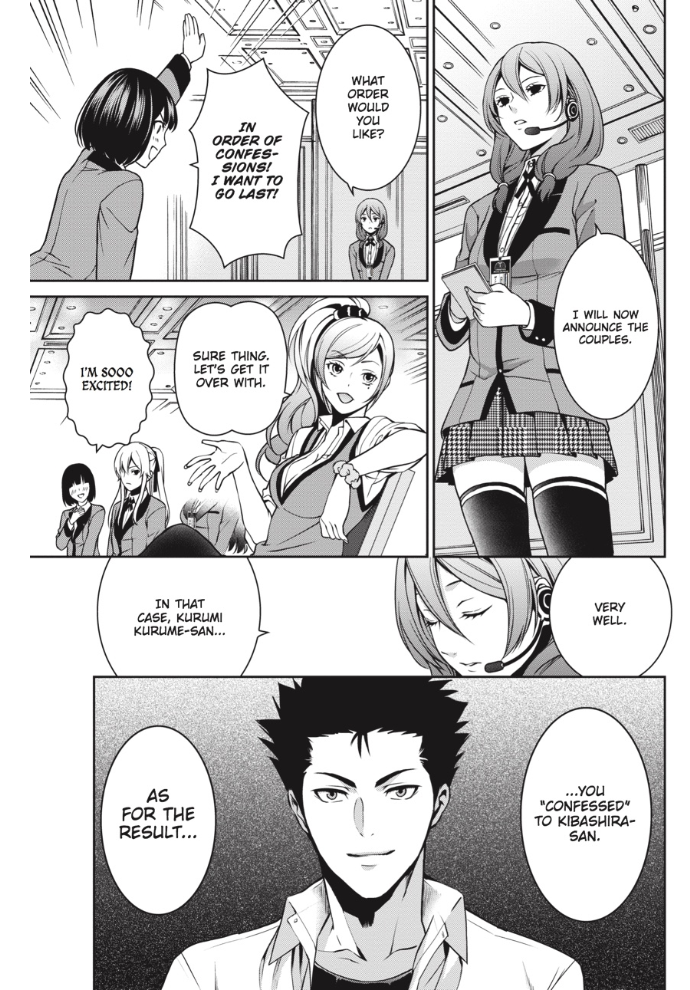 I WILL NOW
ANNOUNCE THE
COUPLES.
WHAT
ORDER
WOULD
YOU
LIKE?
IN
ORDER OF
CONFES-
SIONS!
I WANT TO
GO LAST!
SURE THING.
LET'S GET IT
OVER WITH.
I'M SOOO
EXCITED!
VERY
WELL.
IN THAT
CASE, KURUMI
KURUME-SAN...
...YOU
"CONFESSED"
TO KIBASHIRA-
SAN.
AS
FOR THE
RESULT...